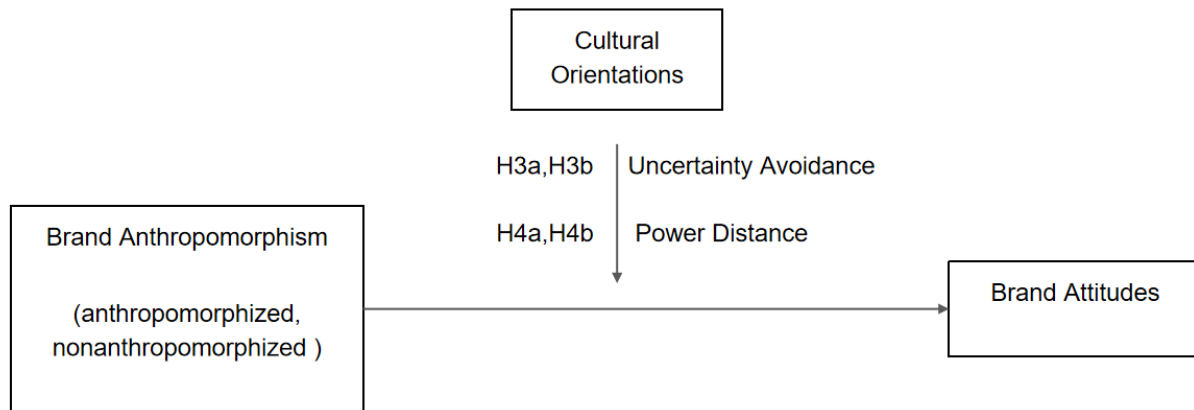 Cultural
Orientations
H3a,H3b Uncertainty Avoidance
H4a,H4b Power Distance
Brand Anthropomorphism
(anthropomorphized,
nonanthropomorphized )
Brand Attitudes